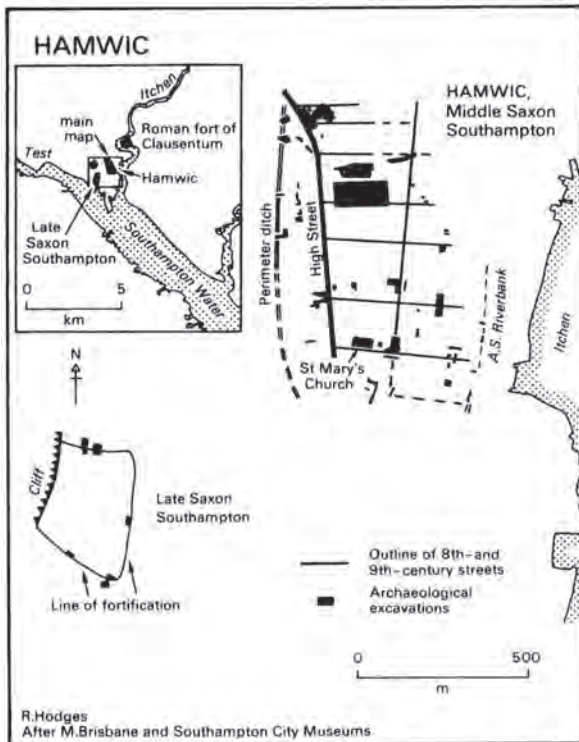 HAMWIC
Itchen
main
map
Roman fort of
Clausentum
Test
Hamwic
Late
Saxon
Southampton
Southampton Water
0 5
km
HAMWIC,
Middle Saxon
Southampton
Perimeter ditch
High Street
A.S. Riverbank
Itchen
St Mary's
Church
N
Cliff
Late Saxon
Southampton
Line of fortification
Outline of 8th- and
9th-century streets
Archaeological
excavations
0 500
m
R.Hodges
After M.Brisbane and Southampton City Museums